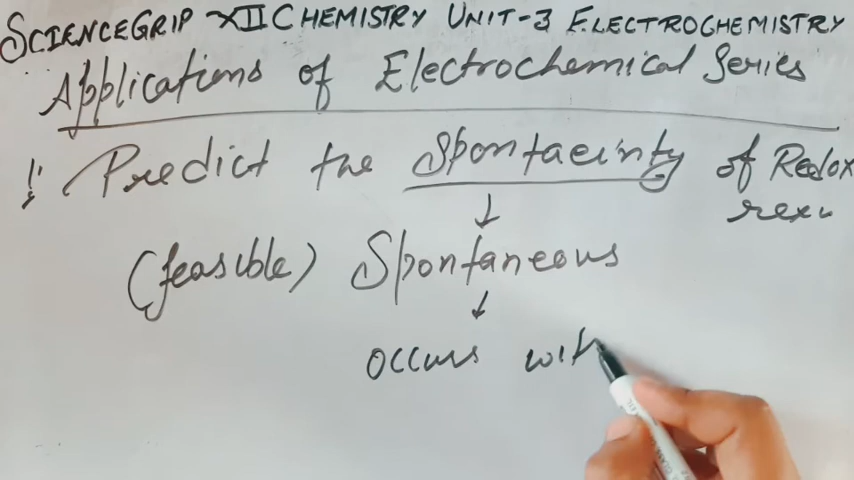 SCIENCEGRIP XII CHEMISTRY UNIT-3 ELECTROCHEMISTRY
Applications of Electrochemical Series
1. Predict the Spontaeinty of Redox
rexn
(feasible) Spontaneous
occurs with